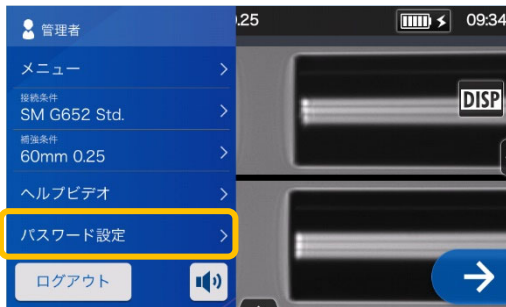 管理者
.25
09:34
メニュー
接続条件
SM G652 Std.
DISP
補強条件
60mm 0.25
ヘルプビデオ
パスワード設定
ログアウト